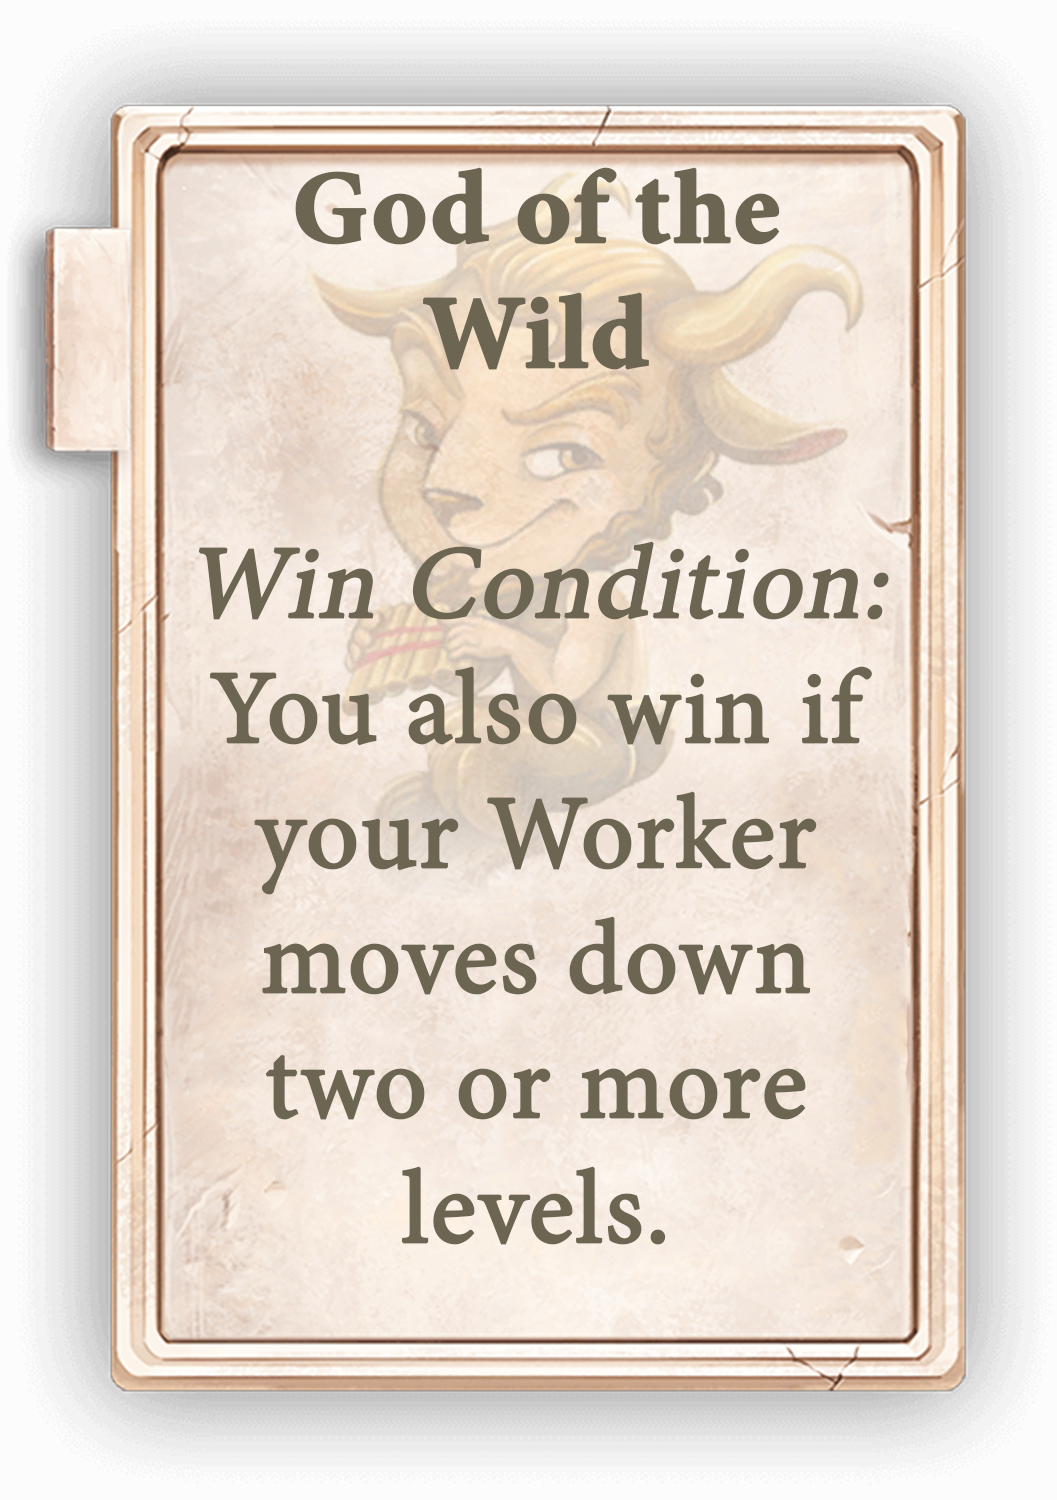 God of the
Wild
Win Condition:
You also win if
your Worker
moves down
two or more
levels.